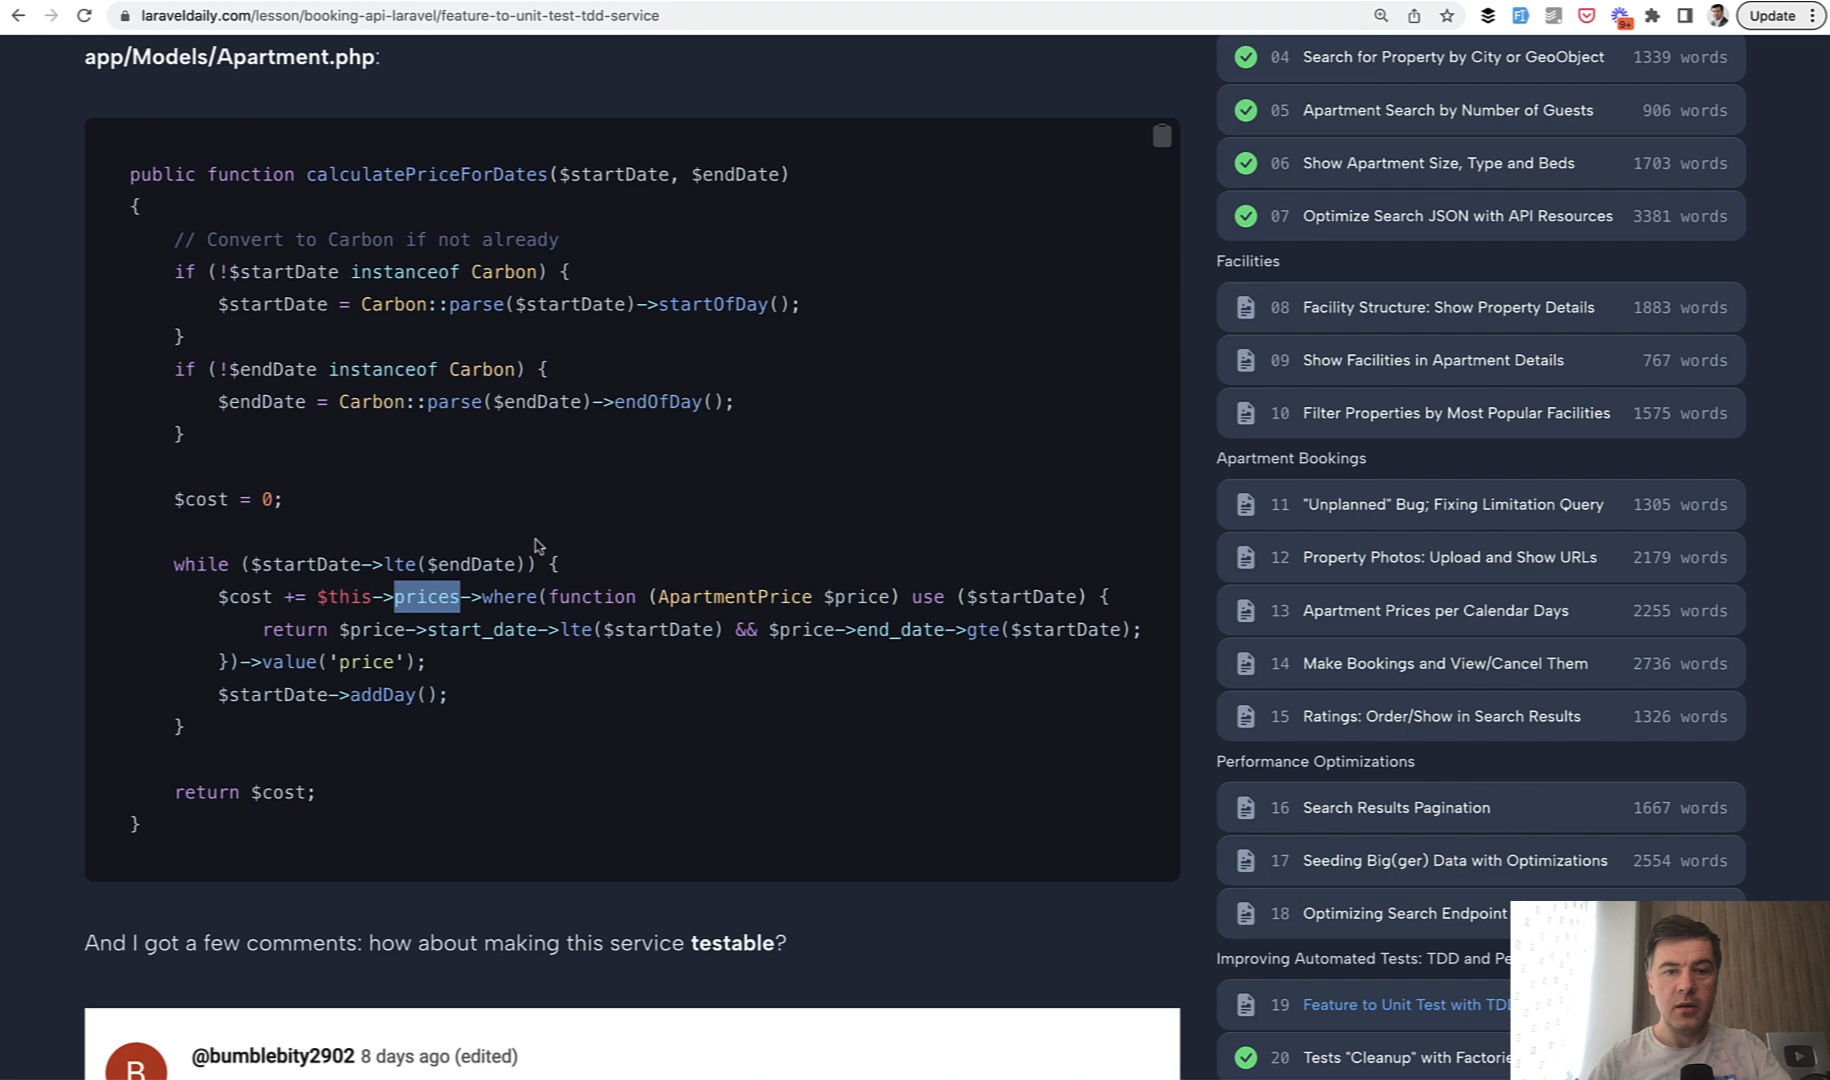 laraveldaily.com/lesson/booking-api-laravel/feature-to-unit-test-tdd-service
9+
Update
app/Models/Apartment.php:
public function calculatePriceForDates($startDate, $endDate)
{
// Convert to Carbon if not already
if (!$startDate instanceof Carbon) {
$startDate = Carbon::parse($startDate)->startOfDay();
}
if (!$endDate instanceof Carbon) {
$endDate = Carbon::parse($endDate)->endOfDay();
}
$cost = 0;
while ($startDate->lte($endDate)) {
$cost += $this->prices->where(function (ApartmentPrice $price) use ($startDate) {
return $price->start_date->lte($startDate) && $price->end_date->gte($startDate);
})->value('price');
$startDate->addDay();
}
return $cost;
}
And I got a few comments: how about making this service testable?
B
@bumblebity2902 8 days ago (edited)
04 Search for Property by City or GeoObject 1339 words
05 Apartment Search by Number of Guests 906 words
06 Show Apartment Size, Type and Beds 1703 words
07 Optimize Search JSON with API Resources 3381 words
Facilities
08 Facility Structure: Show Property Details 1883 words
09 Show Facilities in Apartment Details 767 words
10 Filter Properties by Most Popular Facilities 1575 words
Apartment Bookings
11 "Unplanned" Bug; Fixing Limitation Query 1305 words
12 Property Photos: Upload and Show URLs 2179 words
13 Apartment Prices per Calendar Days 2255 words
14 Make Bookings and View/Cancel Them 2736 words
15 Ratings: Order/Show in Search Results 1326 words
Performance Optimizations
16 Search Results Pagination 1667 words
17 Seeding Big(ger) Data with Optimizations 2554 words
18 Optimizing Search Endpoint
Improving Automated Tests: TDD and Pe
19 Feature to Unit Test with TD
20 Tests "Cleanup" with Factorie